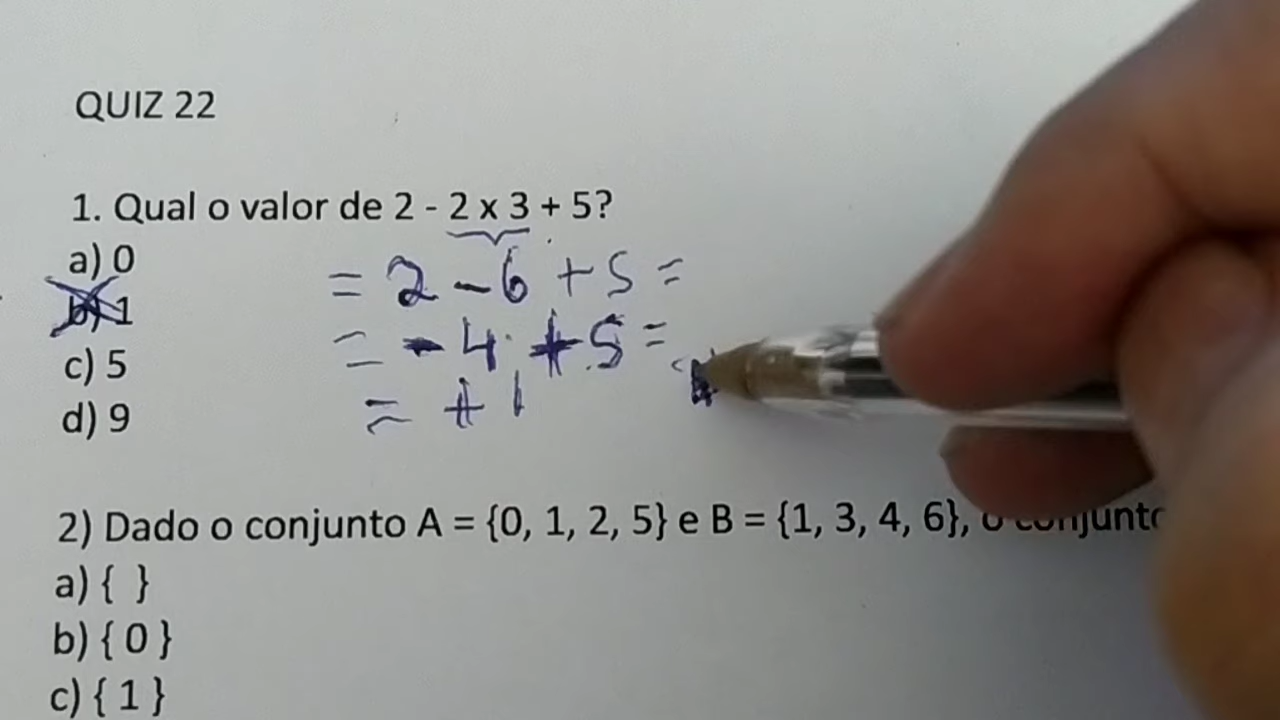 QUIZ 22
1. Qual o valor de 2 - 2 x 3 + 5?
a) 0
b) 1
c) 5
d) 9
= 2 - 6 + 5 =
= - 4 + 5 =
= + 1
2) Dado o conjunto A = {0, 1, 2, 5} e B = {1, 3, 4, 6}, o conjunto
a) { }
b) { 0 }
c) { 1 }